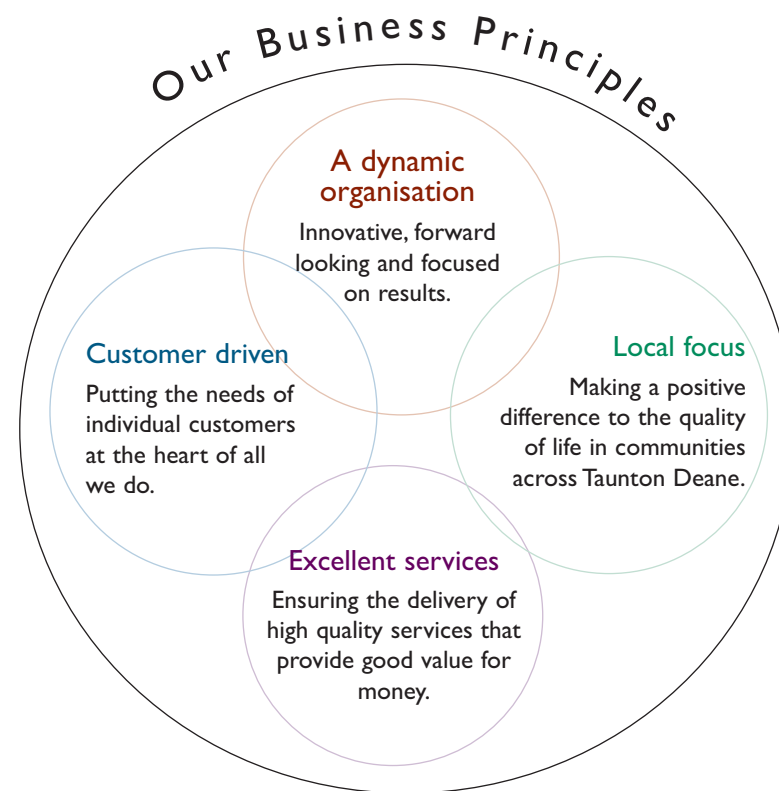 Our Business Principles
A dynamic
organisation
Innovative, forward
looking and focused
on results.
Customer driven
Putting the needs of
individual customers
at the heart of all
we do.
Local focus
Making a positive
difference to the quality
of life in communities
across Taunton Deane.
Excellent services
Ensuring the delivery of
high quality services that
provide good value for
money.